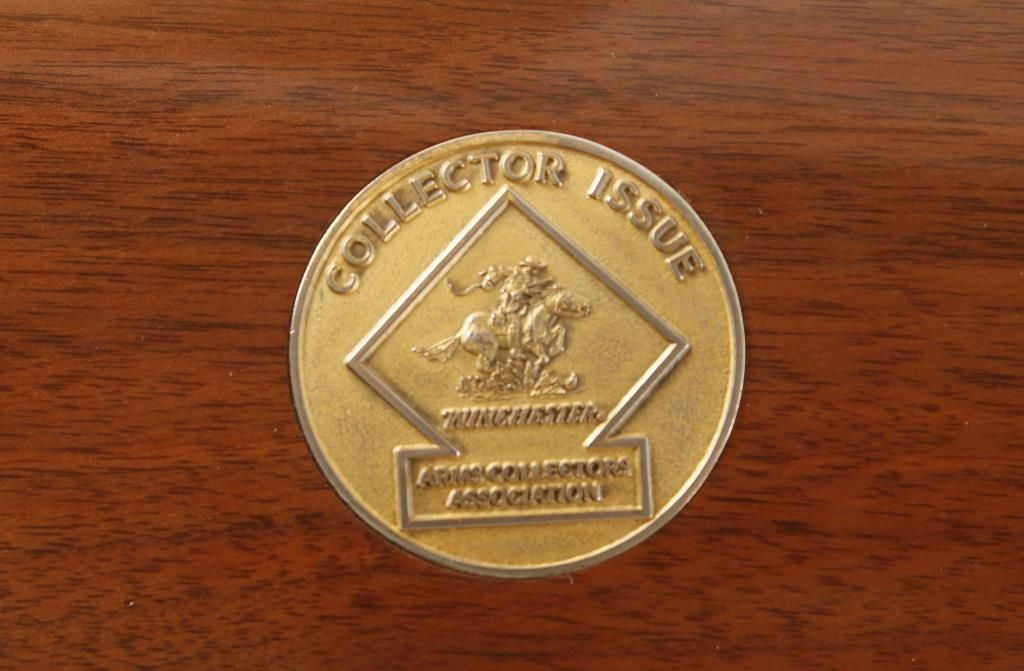 COLLECTOR ISSUE
WINCHESTER®
ARMS COLLECTORS
ASSOCIATION